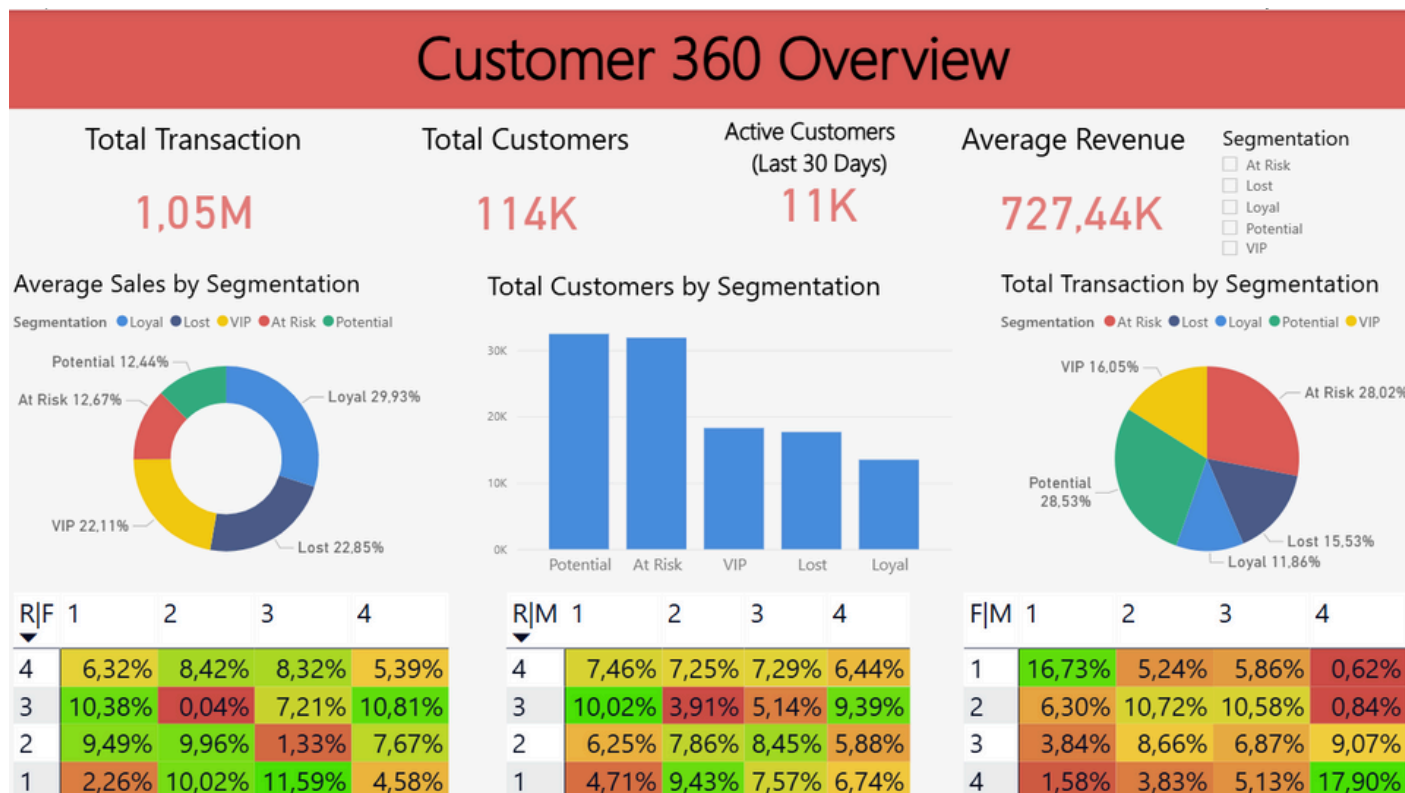 Customer 360 Overview
Total Transaction
1,05M
Total Customers
114K
Active Customers
(Last 30 Days)
11K
Average Revenue
727,44K
Segmentation
At Risk
Lost
Loyal
Potential
VIP
Average Sales by Segmentation
Segmentation Loyal Lost VIP At Risk Potential
Potential 12,44%
At Risk 12,67%
Loyal 29,93%
VIP 22,11%
Lost 22,85%
Total Customers by Segmentation
30K
20K
10K
0K
Potential At Risk VIP Lost Loyal
Total Transaction by Segmentation
Segmentation At Risk Lost Loyal Potential VIP
VIP 16,05%
At Risk 28,02%
Potential
28,53%
Lost 15,53%
Loyal 11,86%
R|F 1 2 3 4
4 6,32% 8,42% 8,32% 5,39%
3 10,38% 0,04% 7,21% 10,81%
2 9,49% 9,96% 1,33% 7,67%
1 2,26% 10,02% 11,59% 4,58%
R|M 1 2 3 4
4 7,46% 7,25% 7,29% 6,44%
3 10,02% 3,91% 5,14% 9,39%
2 6,25% 7,86% 8,45% 5,88%
1 4,71% 9,43% 7,57% 6,74%
F|M 1 2 3 4
1 16,73% 5,24% 5,86% 0,62%
2 6,30% 10,72% 10,58% 0,84%
3 3,84% 8,66% 6,87% 9,07%
4 1,58% 3,83% 5,13% 17,90%